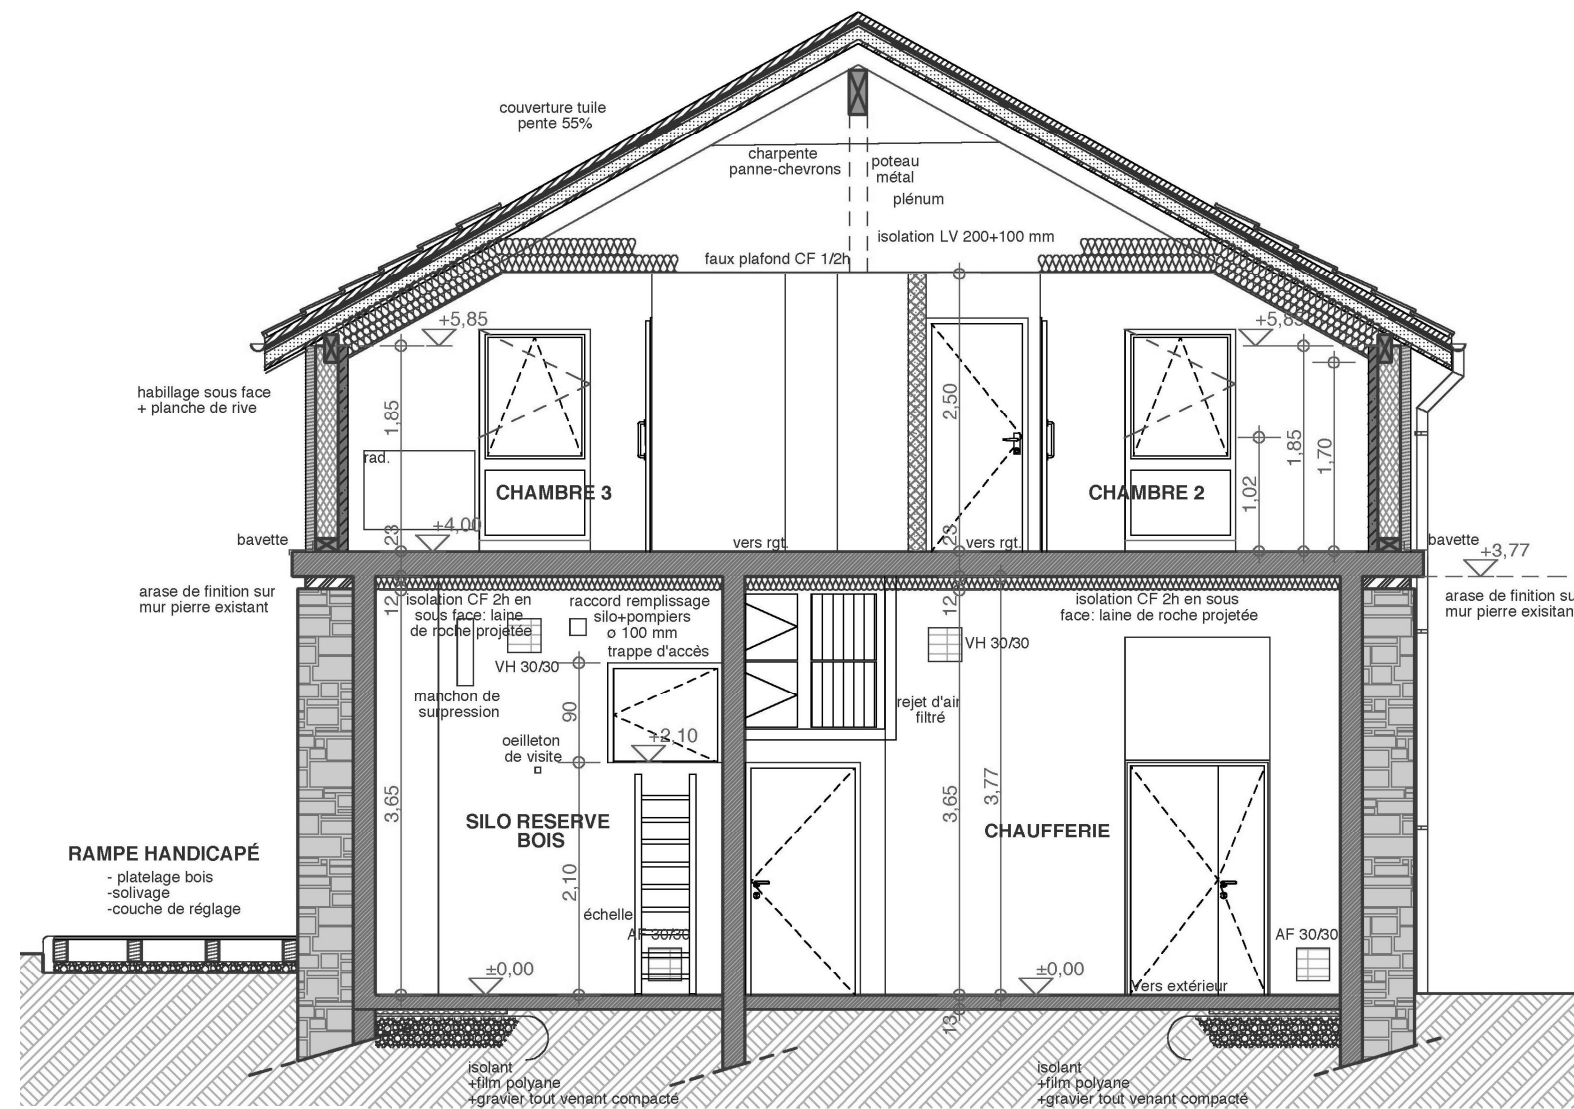 couverture tuile
pente 55%
charpente
panne-chevrons
poteau
métal
plénum
isolation LV 200+100 mm
faux plafond CF 1/2h
+5,85
+5,85
habillage sous face
+ planche de rive
1,85
2,50
1,85
1,70
1,02
rad.
CHAMBRE 3
CHAMBRE 2
+4,00
23
23
bavette
vers rgt.
vers rgt.
bavette
+3,77
arase de finition sur
mur pierre existant
12
isolation CF 2h en
sous face: laine
de roche projetée
raccord remplissage
silo+pompiers
ø 100 mm
trappe d'accès
12
isolation CF 2h en sous
face: laine de roche projetée
arase de finition su
mur pierre exisitan
VH 30/30
VH 30/30
manchon de
surpression
rejet d'air
filtré
90
oeilleton
de visite
+2,10
3,65
SILO RESERVE
BOIS
2,10
3,65
3,77
CHAUFFERIE
RAMPE HANDICAPÉ
- platelage bois
-solivage
-couche de réglage
échelle
AF 30/30
AF 30/30
±0,00
±0,00
Vers extérieur
13
isolant
+film polyane
+gravier tout venant compacté
isolant
+film polyane
+gravier tout venant compacté